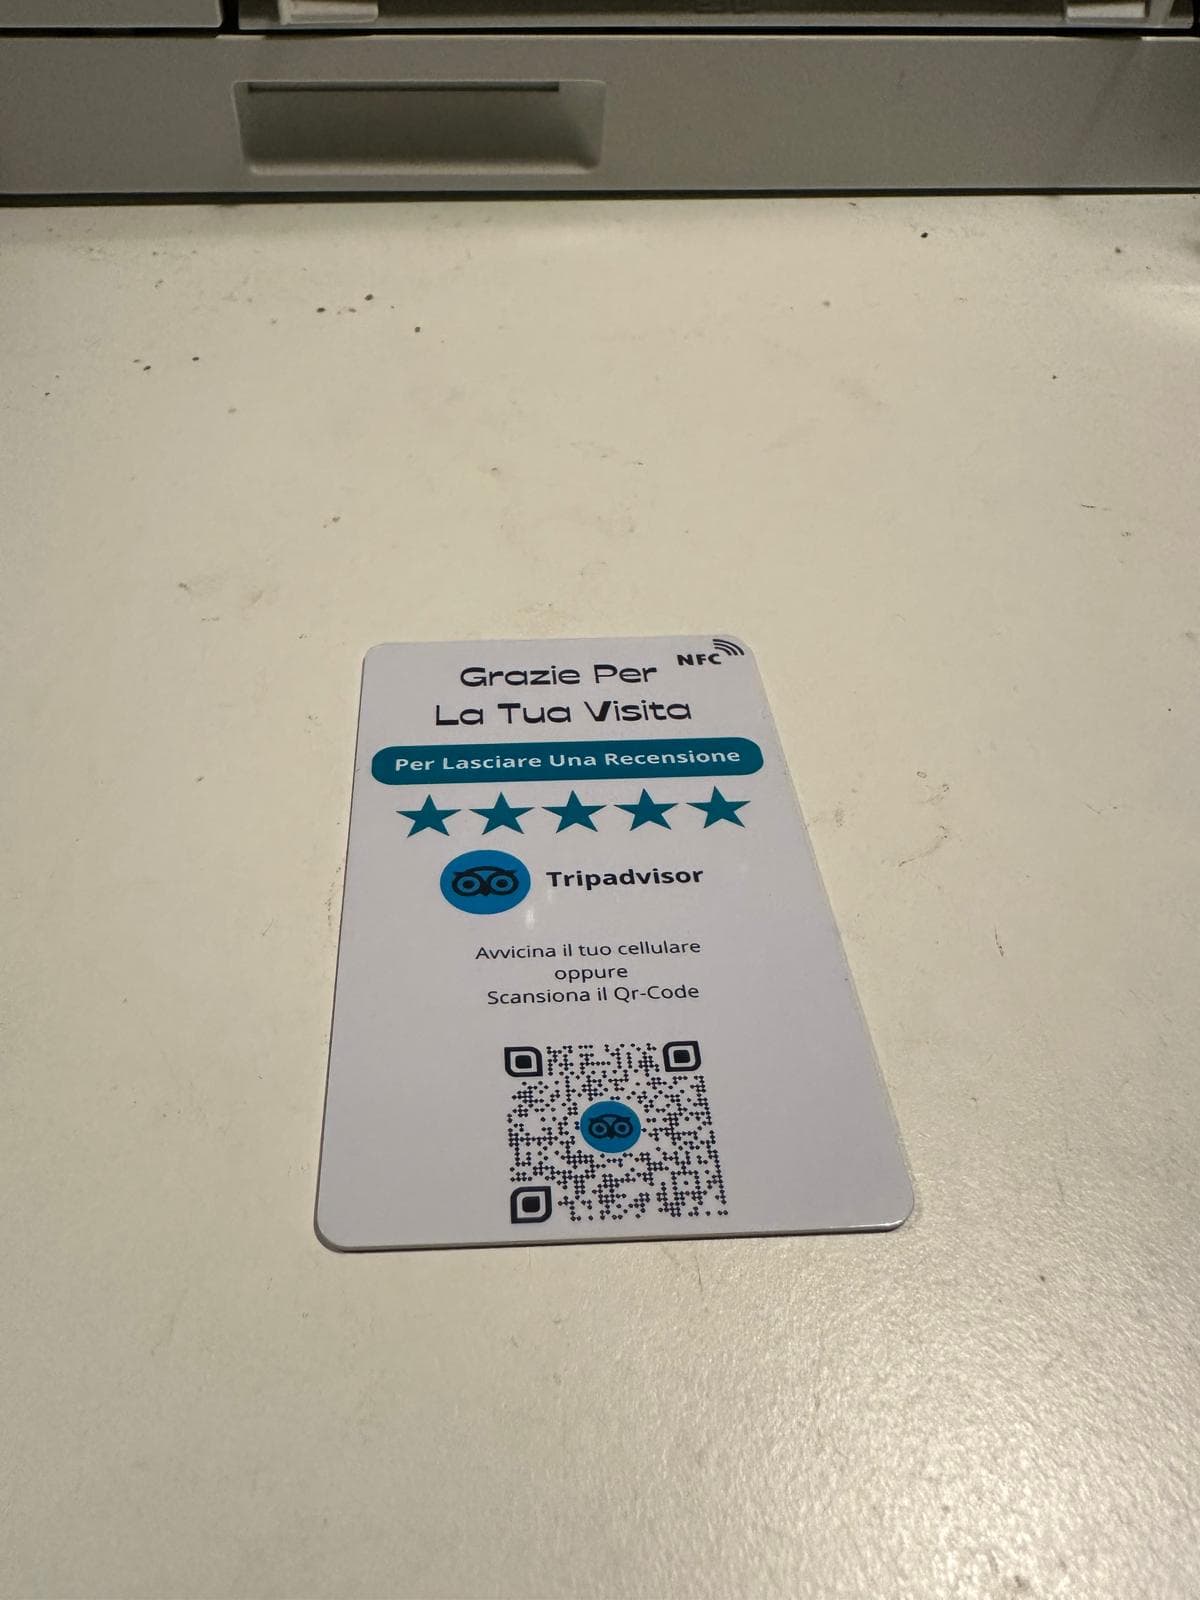 NFC
Grazie Per
La Tua Visita
Per Lasciare Una Recensione
Tripadvisor
Avvicina il tuo cellulare
oppure
Scansiona il Qr-Code